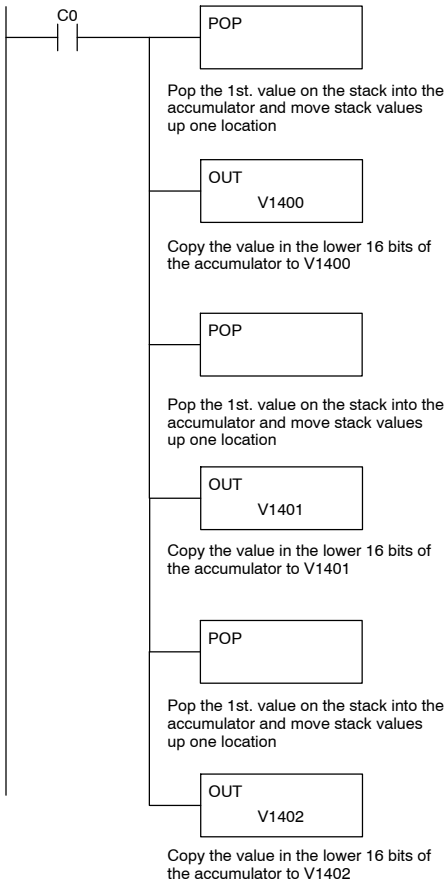 C0
POP
Pop the 1st. value on the stack into the
accumulator and move stack values
up one location
OUT
V1400
Copy the value in the lower 16 bits of
the accumulator to V1400
POP
Pop the 1st. value on the stack into the
accumulator and move stack values
up one location
OUT
V1401
Copy the value in the lower 16 bits of
the accumulator to V1401
POP
Pop the 1st. value on the stack into the
accumulator and move stack values
up one location
OUT
V1402
Copy the value in the lower 16 bits of
the accumulator to V1402